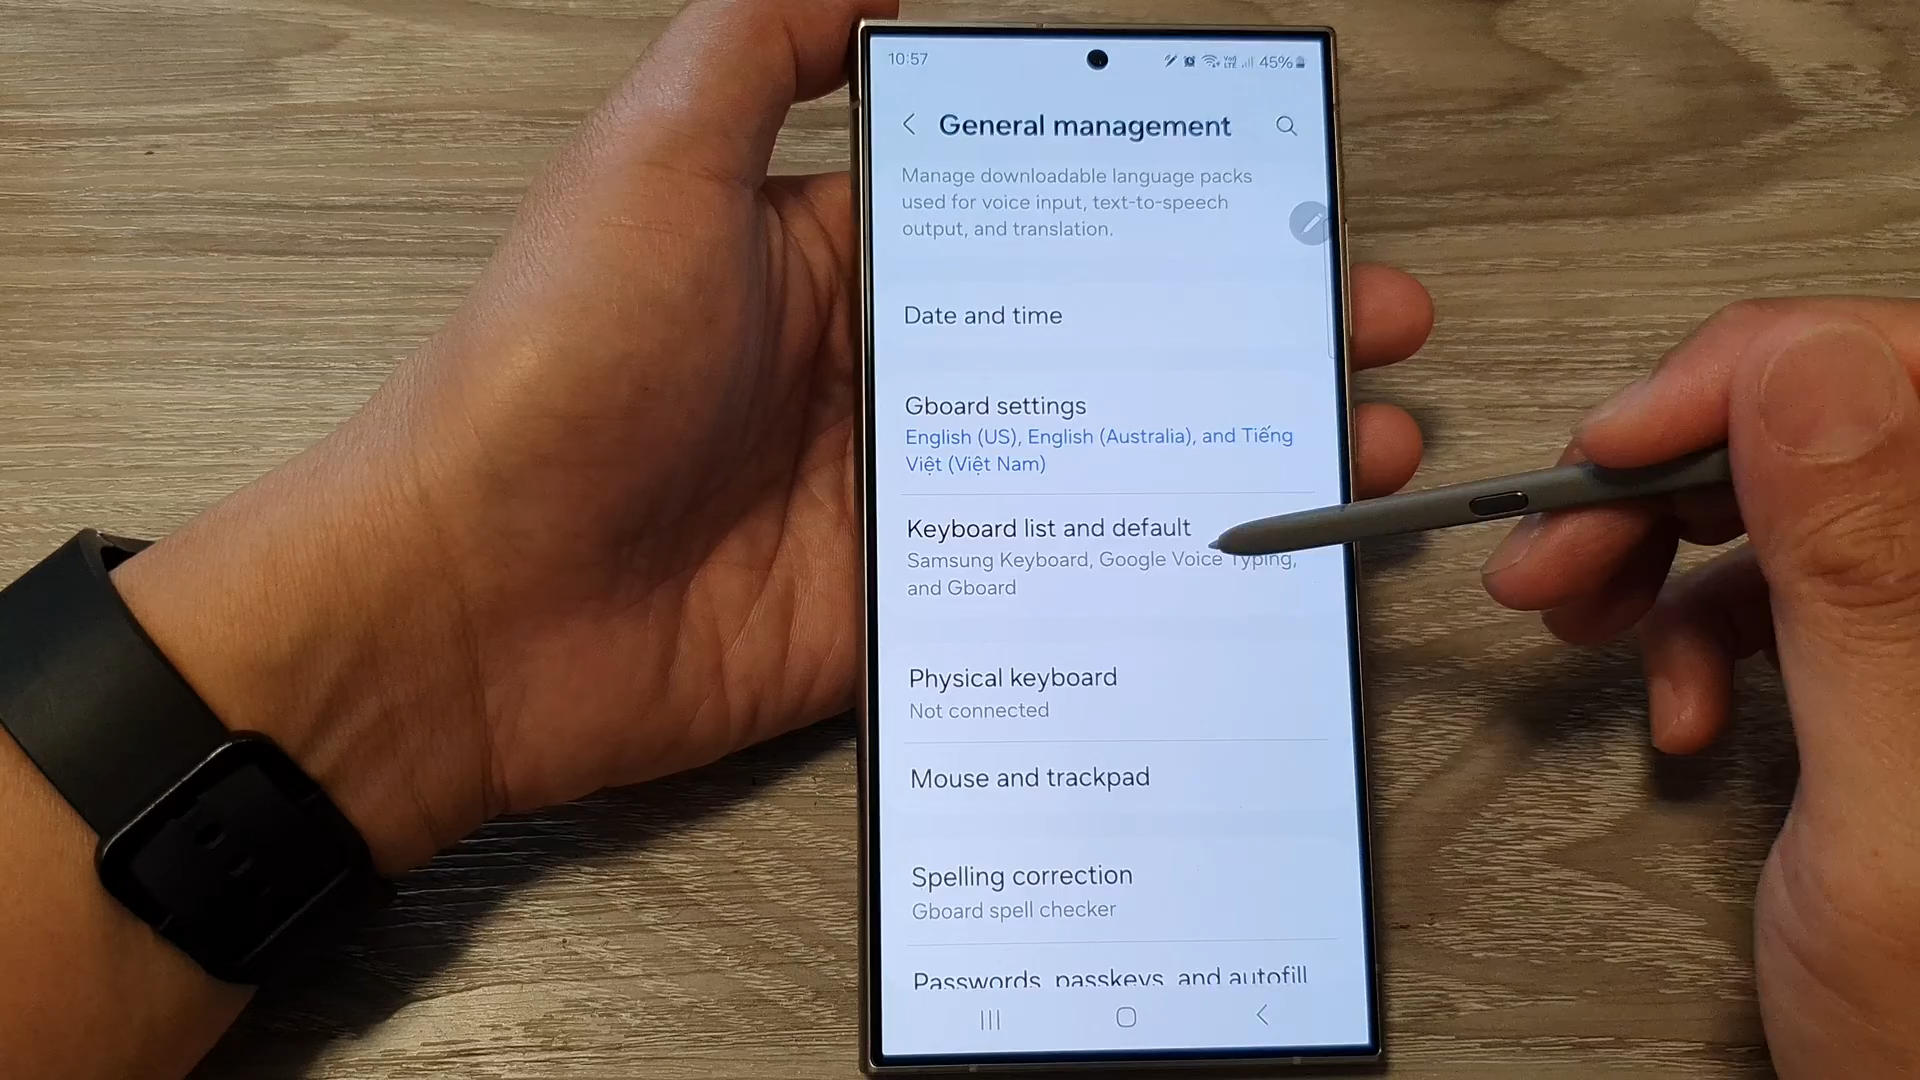 10:57
45%
General management
Manage downloadable language packs
used for voice input, text-to-speech
output, and translation.
Date and time
Gboard settings
English (US), English (Australia), and Tiếng
Việt (Việt Nam)
Keyboard list and default
Samsung Keyboard, Google Voice Typing,
and Gboard
Physical keyboard
Not connected
Mouse and trackpad
Spelling correction
Gboard spell checker
Passwords, passkeys, and autofill